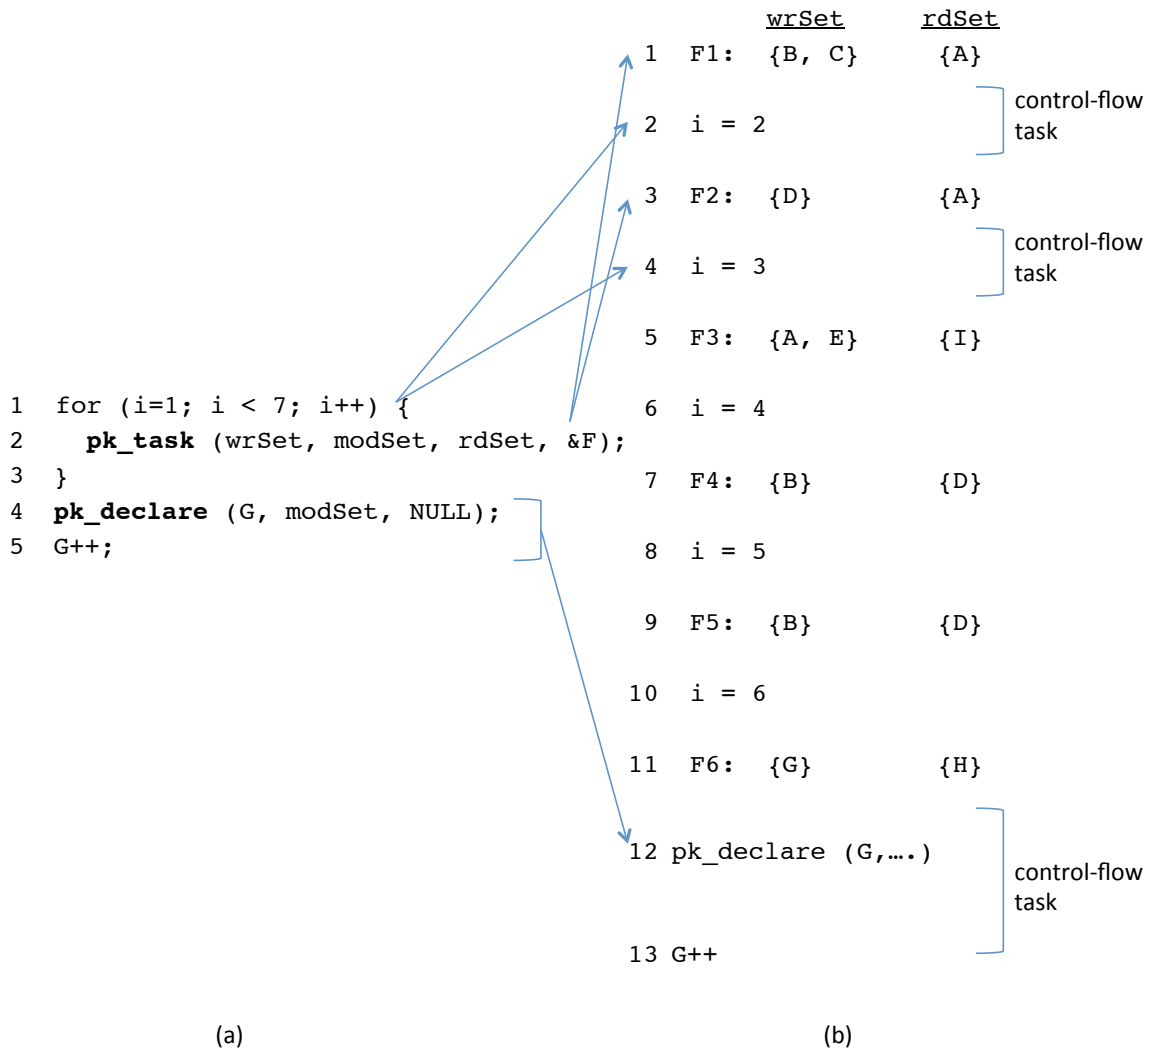 wrSet rdSet
1 F1: {B, C} {A}
control-flow
task
2 i = 2
3 F2: {D} {A}
control-flow
task
4 i = 3
5 F3: {A, E} {I}
6 i = 4
7 F4: {B} {D}
8 i = 5
9 F5: {B} {D}
10 i = 6
11 F6: {G} {H}
12 pk_declare (G,….)
control-flow
task
13 G++
1 for (i=1; i < 7; i++) {
2 pk_task (wrSet, modSet, rdSet, &F);
3 }
4 pk_declare (G, modSet, NULL);
5 G++;
(a) (b)